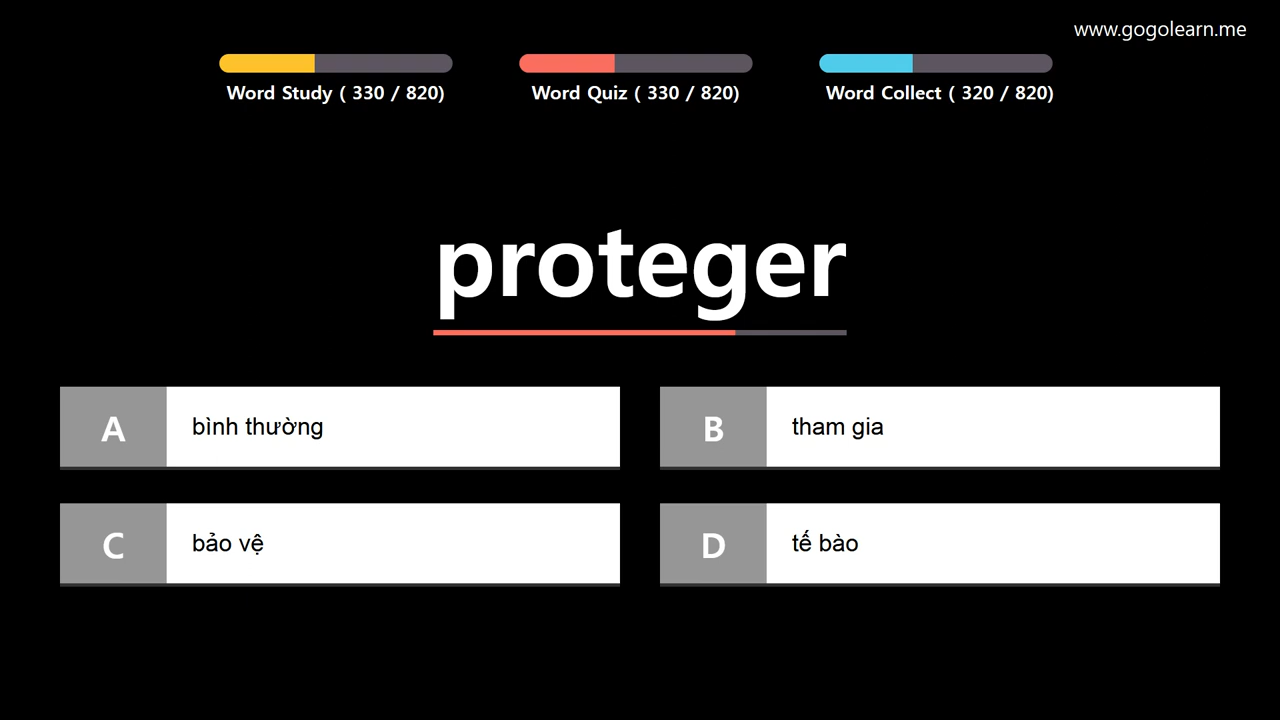 www.gogolearn.me
Word Study ( 330 / 820)
Word Quiz ( 330 / 820)
Word Collect ( 320 / 820)
proteger
A
bình thường
B
tham gia
C
bảo vệ
D
tế bào